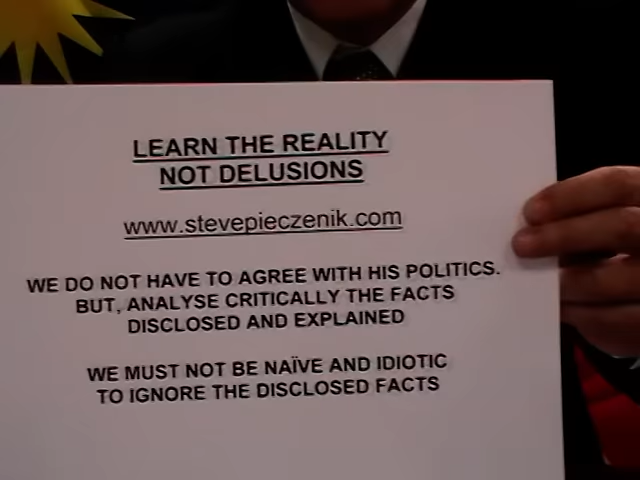 LEARN THE REALITY
NOT DELUSIONS
www.stevepieczenik.com
WE DO NOT HAVE TO AGREE WITH HIS POLITICS.
BUT, ANALYSE CRITICALLY THE FACTS
DISCLOSED AND EXPLAINED
WE MUST NOT BE NAÏVE AND IDIOTIC
TO IGNORE THE DISCLOSED FACTS